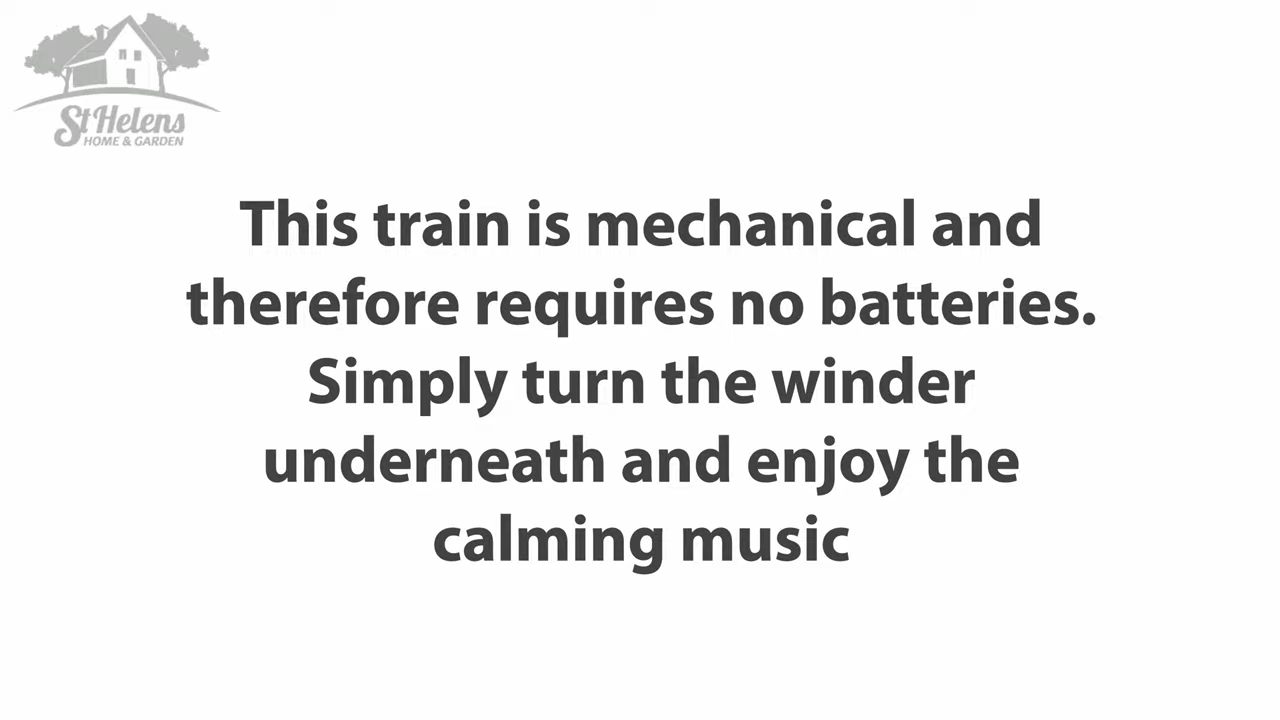 St Helens
HOME & GARDEN
This train is mechanical and
therefore requires no batteries.
Simply turn the winder
underneath and enjoy the
calming music